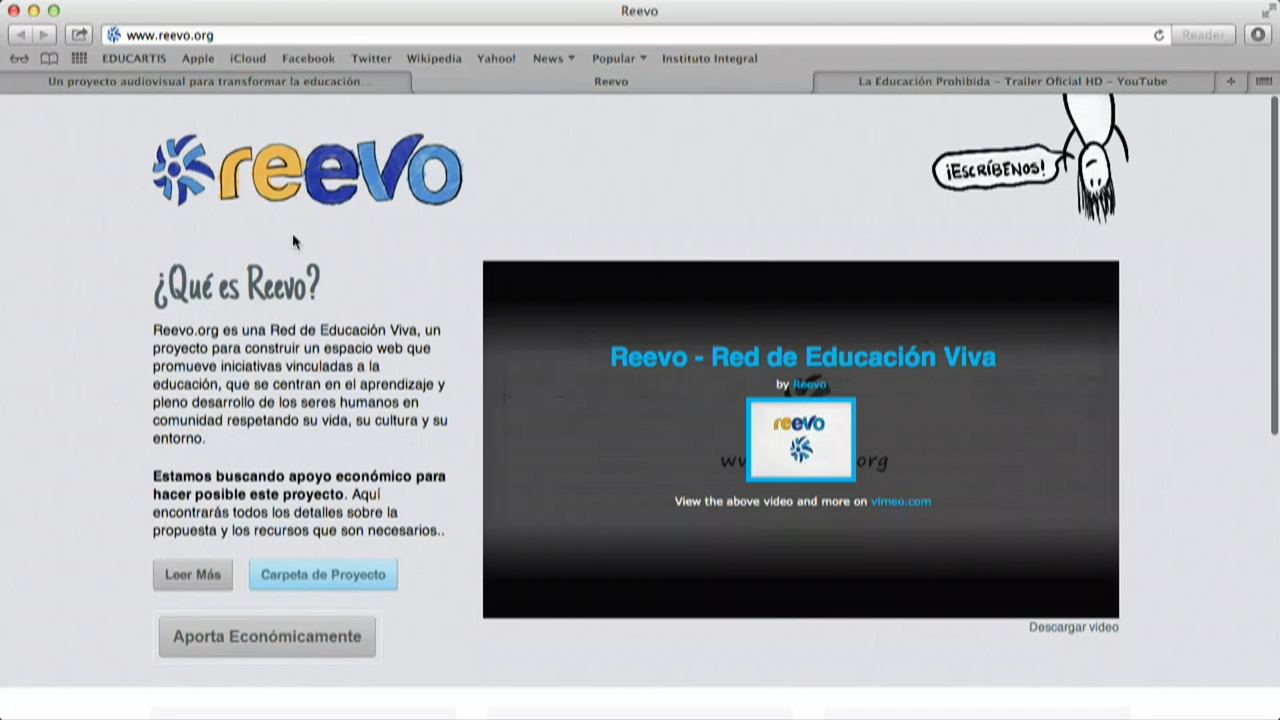 Reevo
www.reevo.org
Reader
EDUCARTIS Apple iCloud Facebook Twitter Wikipedia Yahoo! News Popular Instituto Integral
Un proyecto audiovisual para transformar la educación...
Reevo
La Educación Prohibida – Trailer Oficial HD – YouTube
reevo
¡ESCRÍBENOS!
¿Qué es Reevo?
Reevo.org es una Red de Educación Viva, un
proyecto para construir un espacio web que
promueve iniciativas vinculadas a la
educación, que se centran en el aprendizaje y
pleno desarrollo de los seres humanos en
comunidad respetando su vida, su cultura y su
entorno.
Estamos buscando apoyo económico para
hacer posible este proyecto. Aquí
encontrarás todos los detalles sobre la
propuesta y los recursos que son necesarios..
Leer Más
Carpeta de Proyecto
Aporta Económicamente
Reevo - Red de Educación Viva
by Reevo
reevo
View the above video and more on vimeo.com
Descargar video